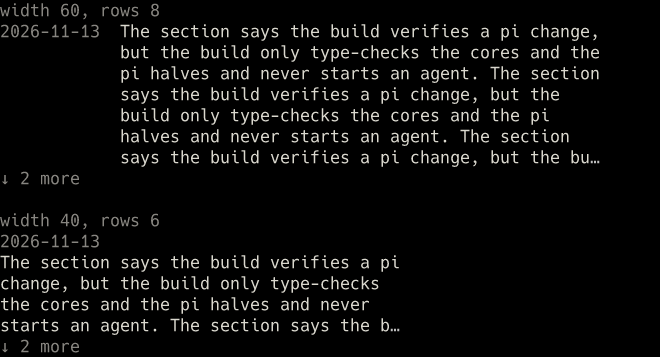 width 60, rows 8
2026-11-13  The section says the build verifies a pi change,
but the build only type-checks the cores and the
pi halves and never starts an agent. The section
says the build verifies a pi change, but the
build only type-checks the cores and the pi
halves and never starts an agent. The section
says the build verifies a pi change, but the bu…
↓ 2 more
width 40, rows 6
2026-11-13
The section says the build verifies a pi
change, but the build only type-checks
the cores and the pi halves and never
starts an agent. The section says the b…
↓ 2 more